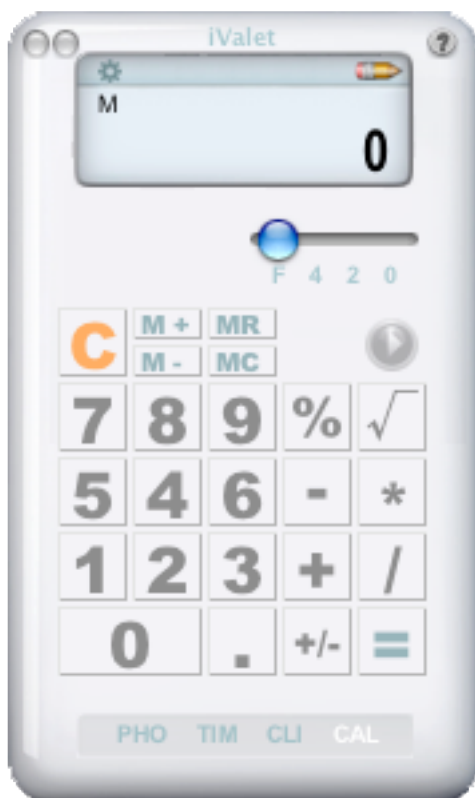 iValet ?
M
0
F 4 2 0
C M + MR
M - MC
7 8 9 % √
5 4 6 - *
1 2 3 + /
0 . +/- =
PHO TIM CLI CAL